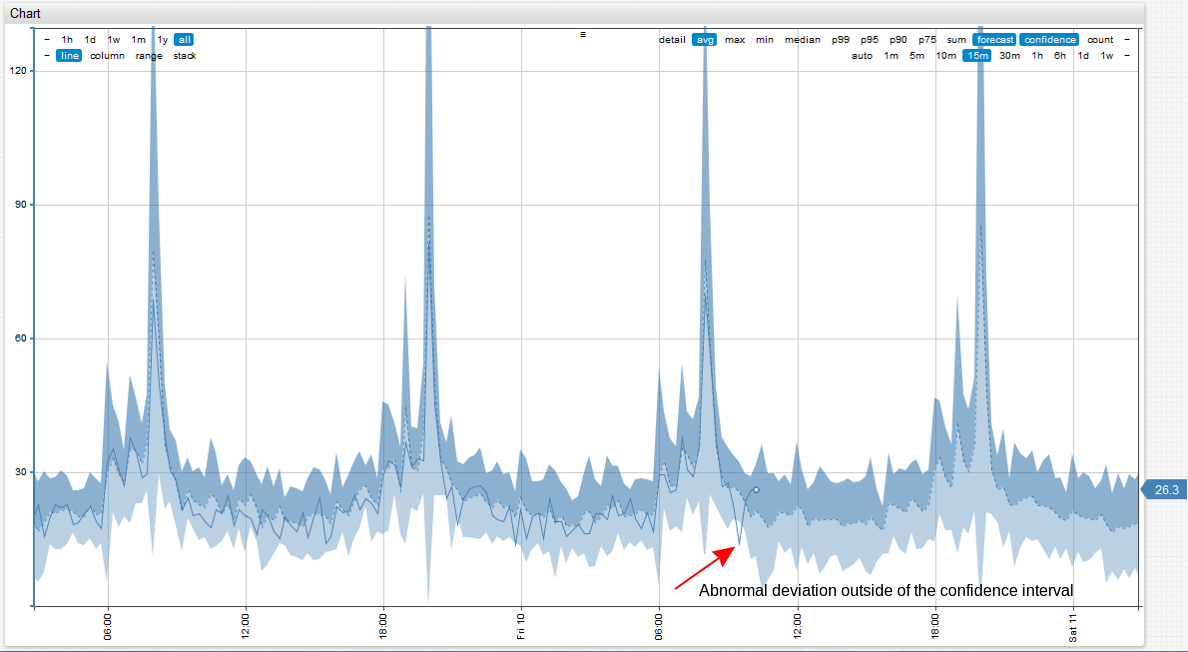 Chart
– 1h 1d 1w 1m 1y all
≡
detail avg max min median p99 p95 p90 p75 sum forecast confidence count –
– line column range stack
auto 1m 5m 10m 15m 30m 1h 6h 1d 1w –
120
90
60
30
26.3
Abnormal deviation outside of the confidence interval
06:00
12:00
18:00
Fri 10
06:00
12:00
18:00
Sat 11